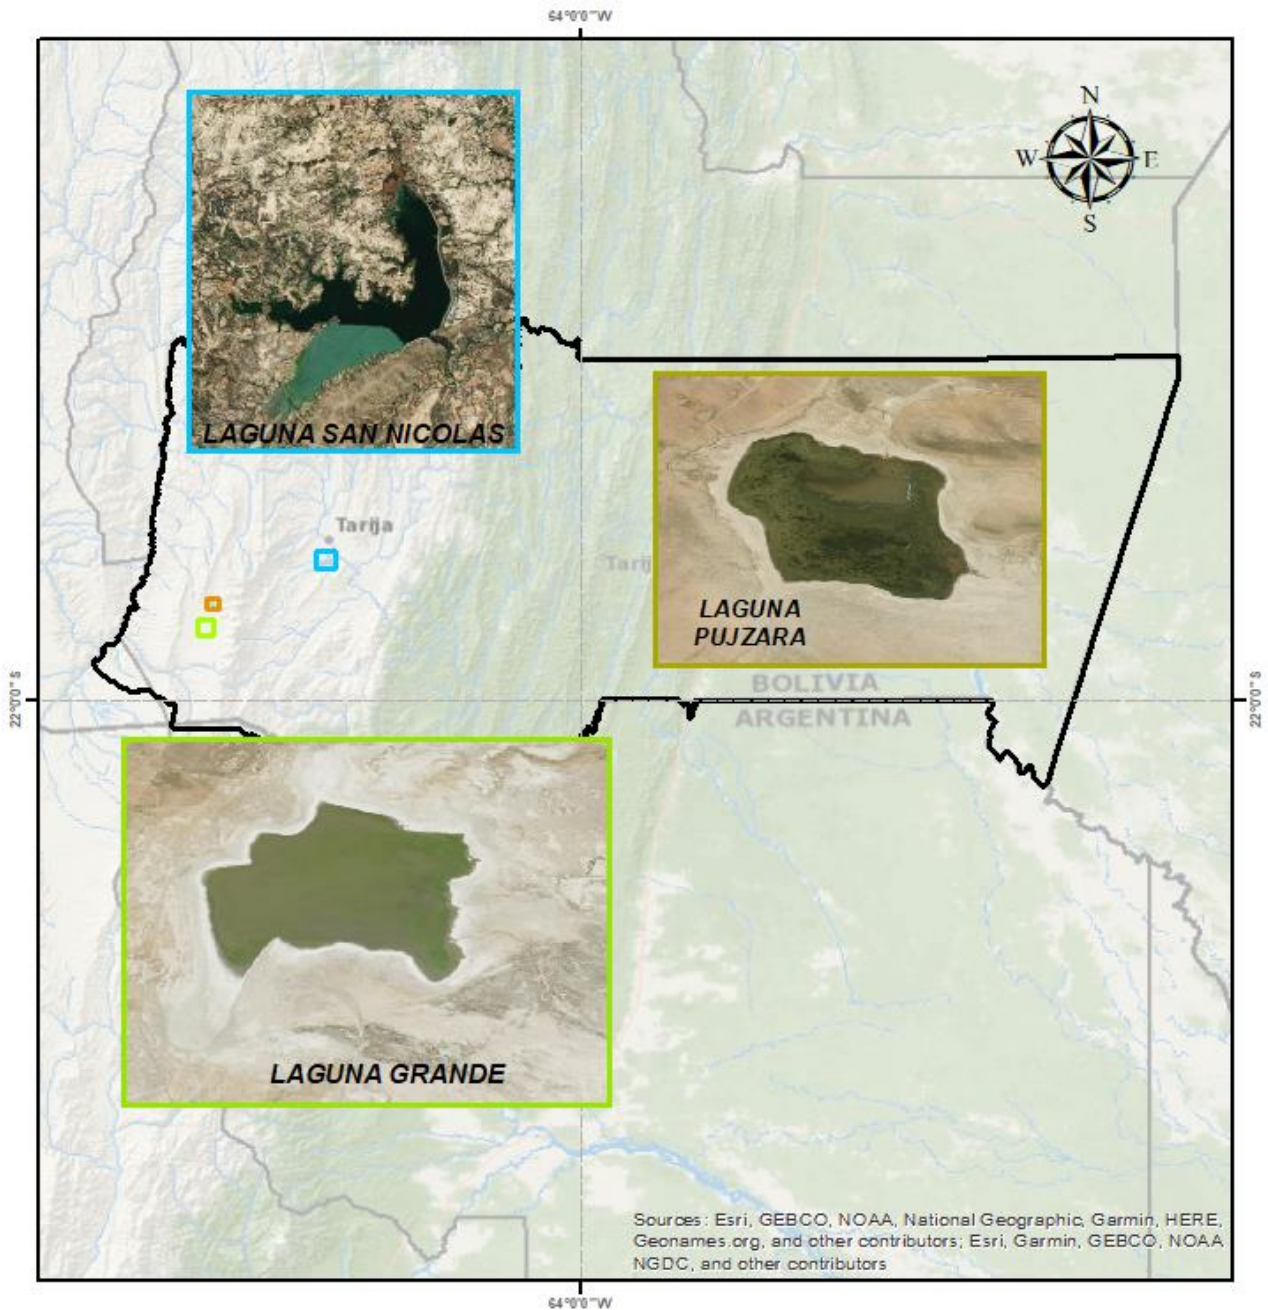 64°0'0"W
N
W
E
S
LAGUNA SAN NICOLAS
Tarija
LAGUNA
PUJZARA
22°0'0"S
22°0'0"S
BOLIVIA
ARGENTINA
LAGUNA GRANDE
Sources: Esri, GEBCO, NOAA, National Geographic, Garmin, HERE,
Geonames.org, and other contributors; Esri, Garmin, GEBCO, NOAA
NGDC, and other contributors
64°0'0"W